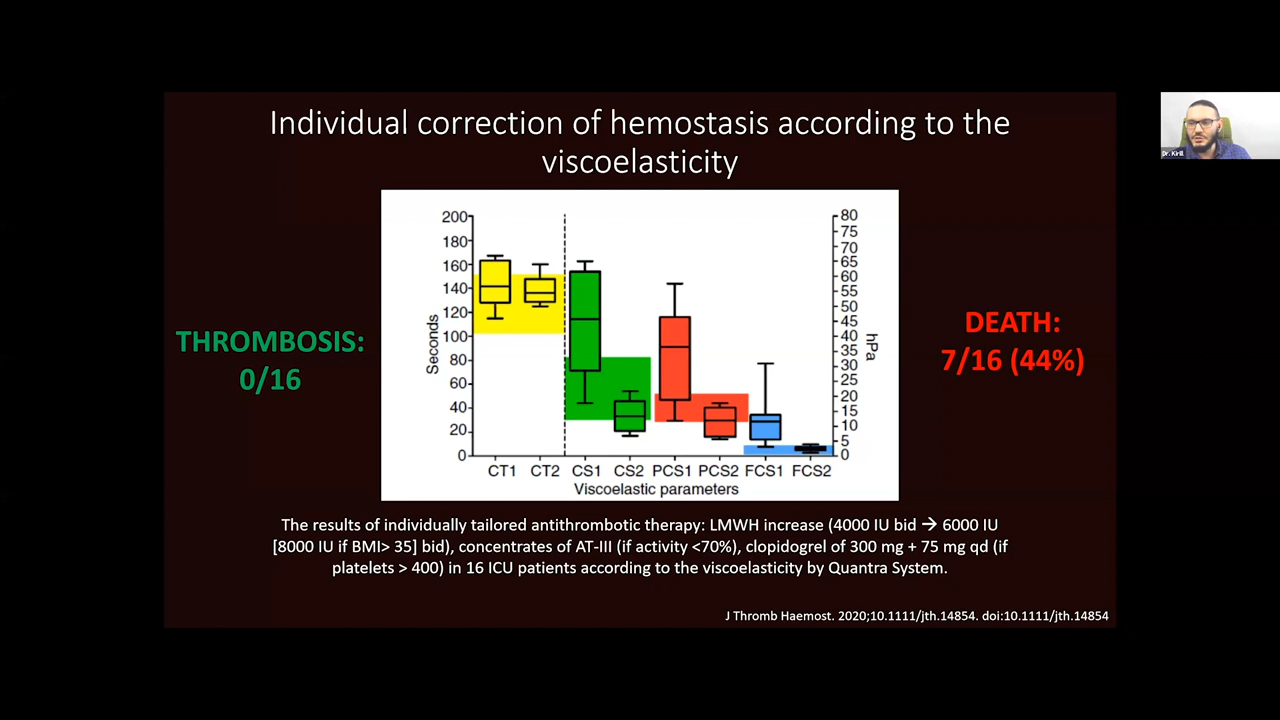 Individual correction of hemostasis according to the
viscoelasticity
Dr. Kirill
THROMBOSIS:
0/16
200
180
160
140
120
100
80
60
40
20
0
Seconds
80
75
70
65
60
55
50
45
40
35
30
25
20
15
10
5
0
hPa
CT1 CT2 CS1 CS2 PCS1 PCS2 FCS1 FCS2
Viscoelastic parameters
DEATH:
7/16 (44%)
The results of individually tailored antithrombotic therapy: LMWH increase (4000 IU bid → 6000 IU
[8000 IU if BMI> 35] bid), concentrates of AT-III (if activity <70%), clopidogrel of 300 mg + 75 mg qd (if
platelets > 400) in 16 ICU patients according to the viscoelasticity by Quantra System.
J Thromb Haemost. 2020;10.1111/jth.14854. doi:10.1111/jth.14854